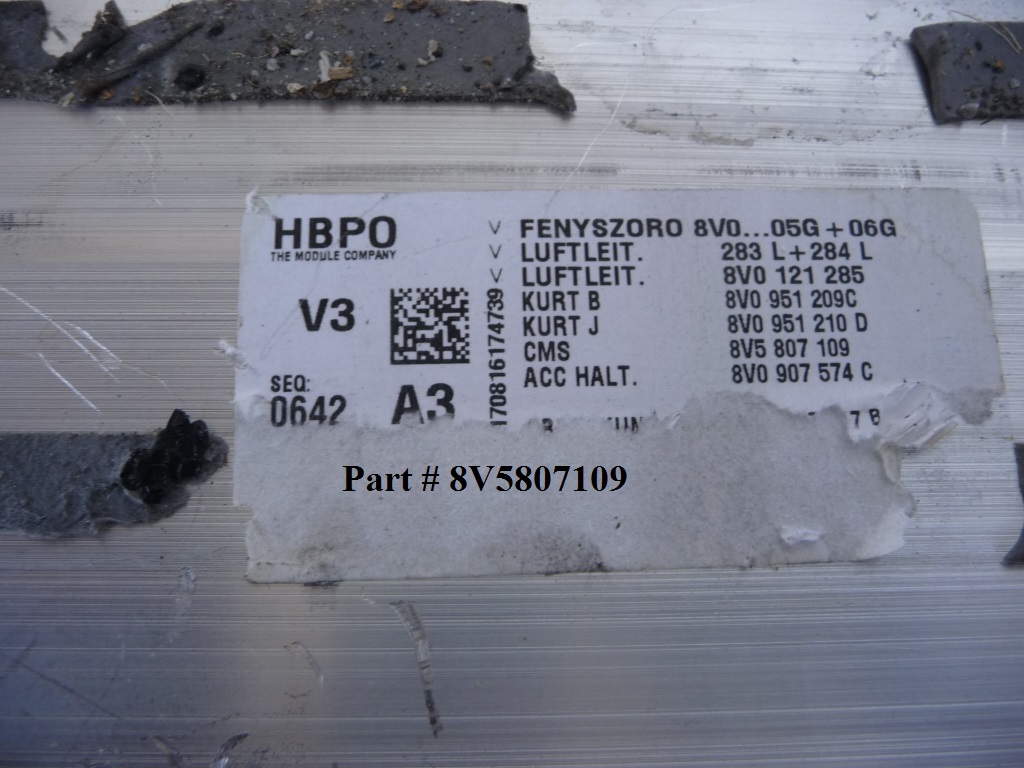 HBPO
THE MODULE COMPANY
V3
SEQ:
0642
A3
170816174739
V FENYSZORO 8V0...05G + 06G
V LUFTLEIT. 283 L + 284 L
V LUFTLEIT. 8V0 121 285
KURT B 8V0 951 209C
KURT J 8V0 951 210 D
CMS 8V5 807 109
ACC HALT. 8V0 907 574 C
7 B
Part # 8V5807109